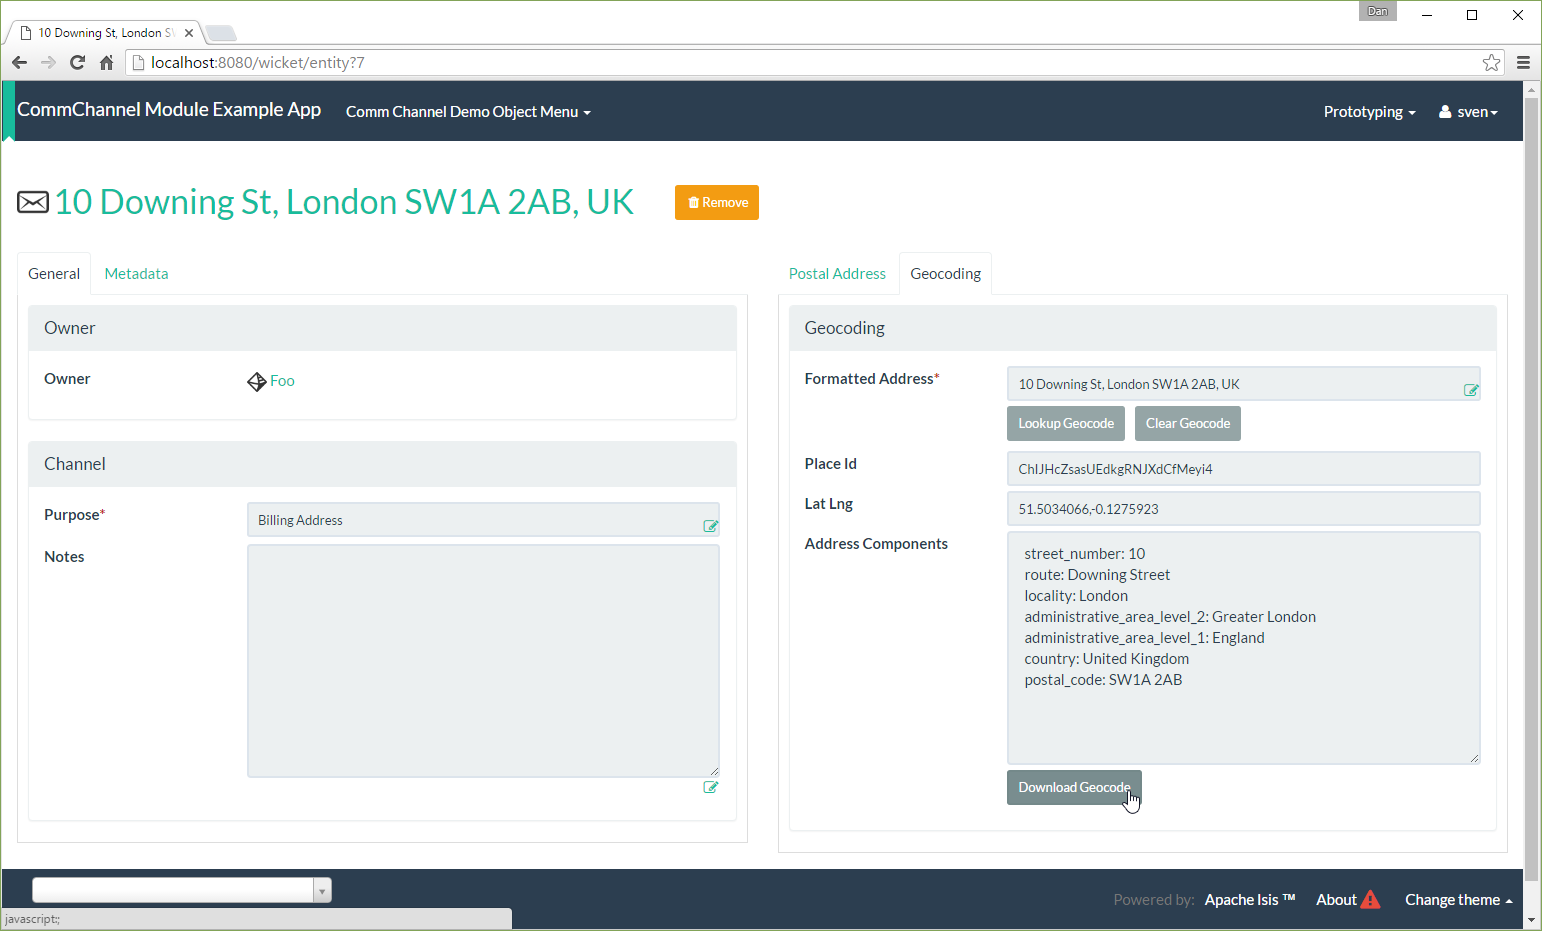 Dan
10 Downing St, London S
localhost:8080/wicket/entity?7
CommChannel Module Example App
Comm Channel Demo Object Menu
Prototyping
sven
10 Downing St, London SW1A 2AB, UK
Remove
General
Metadata
Owner
Owner
Foo
Channel
Purpose*
Billing Address
Notes
Postal Address
Geocoding
Geocoding
Formatted Address*
10 Downing St, London SW1A 2AB, UK
Lookup Geocode
Clear Geocode
Place Id
ChIJHcZsasUEdkgRNJXdCfMeyi4
Lat Lng
51.5034066,-0.1275923
Address Components
street_number: 10
route: Downing Street
locality: London
administrative_area_level_2: Greater London
administrative_area_level_1: England
country: United Kingdom
postal_code: SW1A 2AB
Download Geocode
Powered by:
Apache Isis ™
About
Change theme
javascript:;